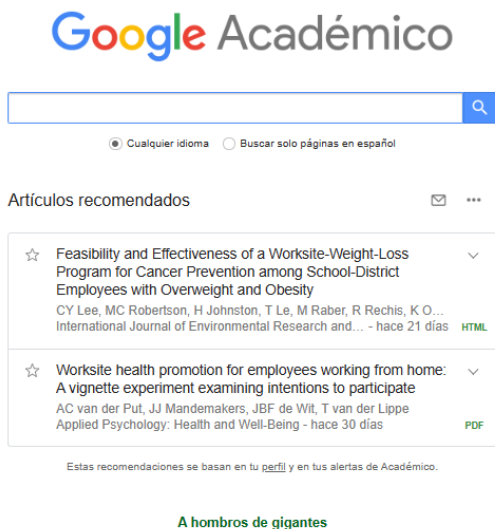 Google Académico
Cualquier idioma Buscar solo páginas en español
Artículos recomendados
Feasibility and Effectiveness of a Worksite-Weight-Loss
Program for Cancer Prevention among School-District
Employees with Overweight and Obesity
CY Lee, MC Robertson, H Johnston, T Le, M Raber, R Rechis, K O…
International Journal of Environmental Research and… - hace 21 días HTML
Worksite health promotion for employees working from home:
A vignette experiment examining intentions to participate
AC van der Put, JJ Mandemakers, JBF de Wit, T van der Lippe
Applied Psychology: Health and Well-Being - hace 30 días PDF
Estas recomendaciones se basan en tu perfil y en tus alertas de Académico.
A hombros de gigantes